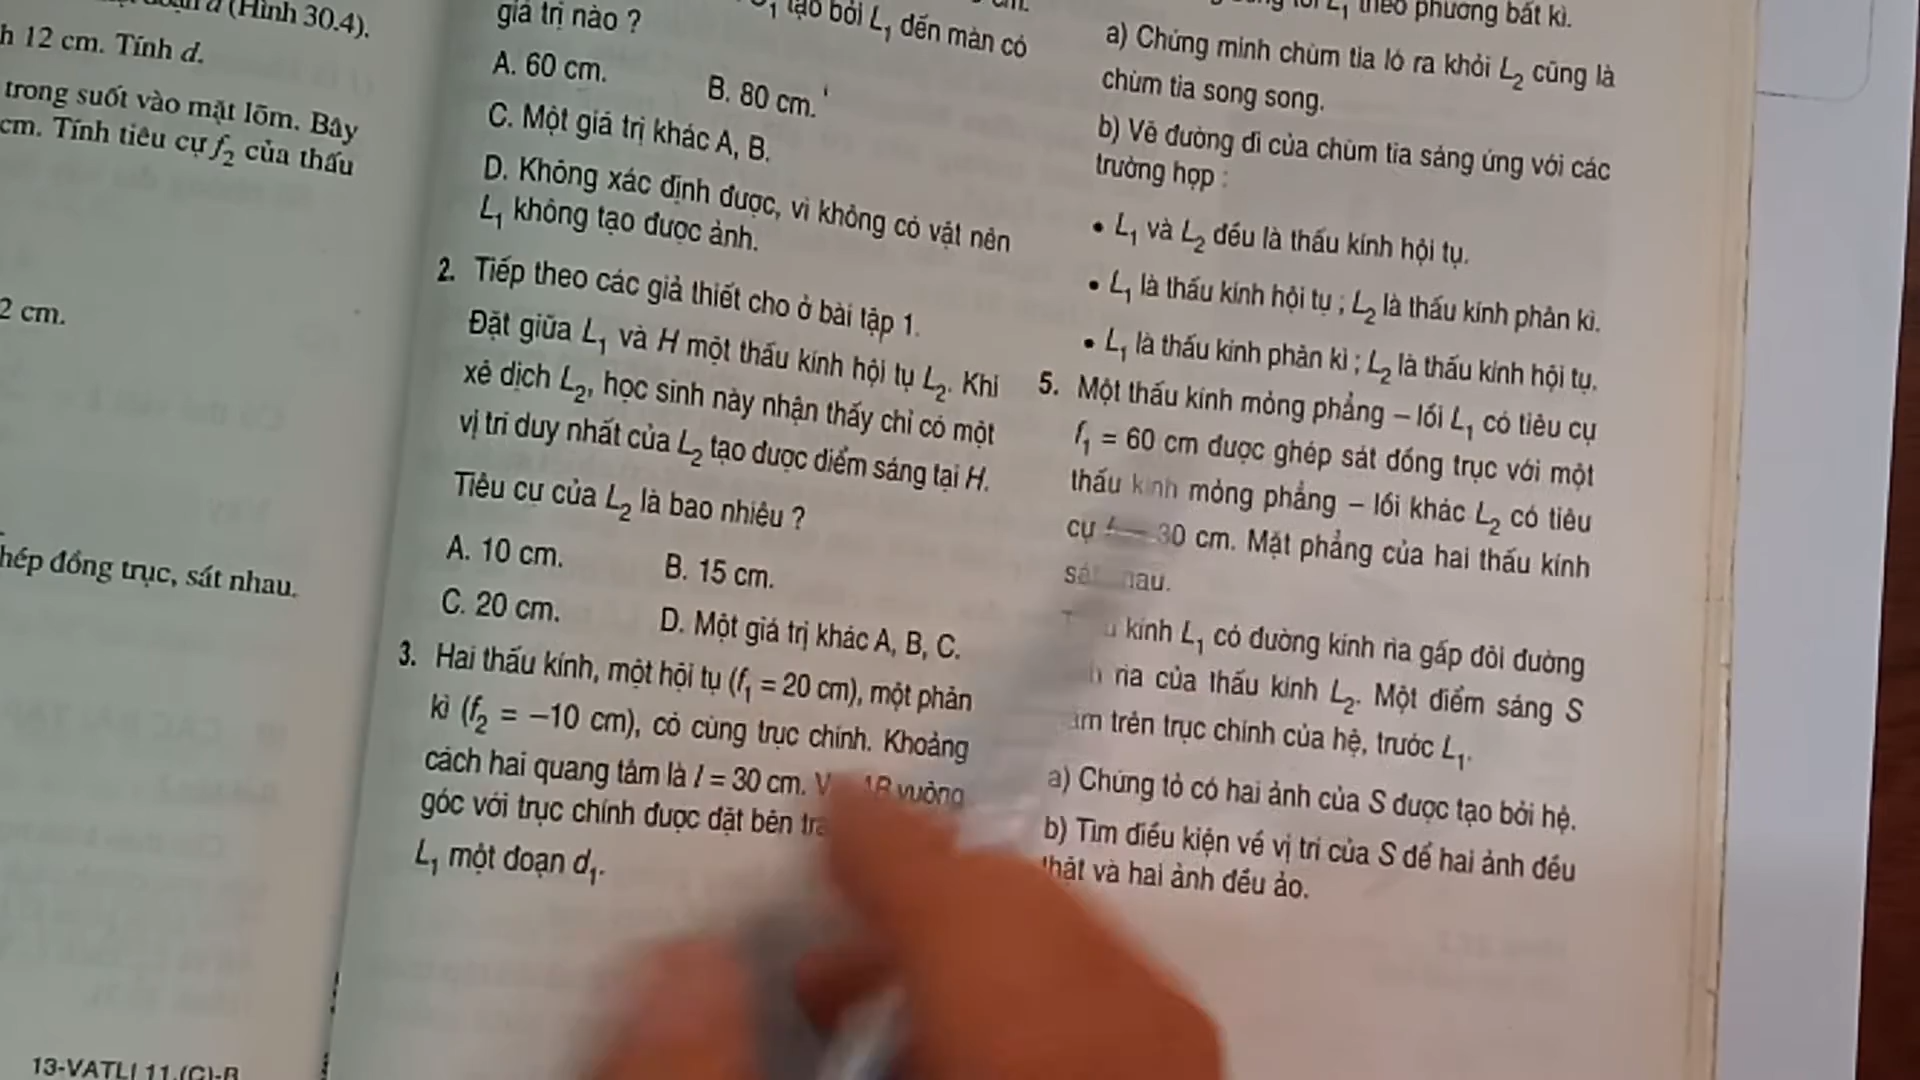 (Hình 30.4).
h 12 cm. Tính d.
trong suốt vào mặt lõm. Bây
cm. Tính tiêu cự f₂ của thấu
2 cm.
hép đồng trục, sát nhau.
13-VATLI 11.(C)-B
giá trị nào ?
tạo bởi L₁ đến màn có
A. 60 cm.
B. 80 cm.
C. Một giá trị khác A, B.
D. Không xác định được, vì không có vật nên
L₁ không tạo được ảnh.
2. Tiếp theo các giả thiết cho ở bài tập 1.
Đặt giữa L₁ và H một thấu kính hội tụ L₂. Khi
xê dịch L₂, học sinh này nhận thấy chỉ có một
vị trí duy nhất của L₂ tạo được điểm sáng tại H.
Tiêu cự của L₂ là bao nhiêu ?
A. 10 cm.
B. 15 cm.
C. 20 cm.
D. Một giá trị khác A, B, C.
3. Hai thấu kính, một hội tụ (f₁ = 20 cm), một phân
kì (f₂ = −10 cm), có cùng trục chính. Khoảng
cách hai quang tâm là l = 30 cm. AB vuông
góc với trục chính được đặt bên
L₁ một đoạn d₁.
L₁ theo phương bất kì.
a) Chứng minh chùm tia ló ra khỏi L₂ cũng là
chùm tia song song.
b) Vẽ đường đi của chùm tia sáng ứng với các
trường hợp :
• L₁ và L₂ đều là thấu kính hội tụ.
• L₁ là thấu kính hội tụ ; L₂ là thấu kính phân kì.
• L₁ là thấu kính phân kì ; L₂ là thấu kính hội tụ.
5. Một thấu kính mỏng phẳng – lồi L₁ có tiêu cự
f₁ = 60 cm được ghép sát đồng trục với một
thấu kính mỏng phẳng – lồi khác L₂ có tiêu
cự 30 cm. Mặt phẳng của hai thấu kính
sát nhau.
kính L₁ có đường kính rìa gấp đôi đường
rìa của thấu kính L₂. Một điểm sáng S
trên trục chính của hệ, trước L₁.
a) Chứng tỏ có hai ảnh của S được tạo bởi hệ.
b) Tìm điều kiện về vị trí của S để hai ảnh đều
thật và hai ảnh đều ảo.